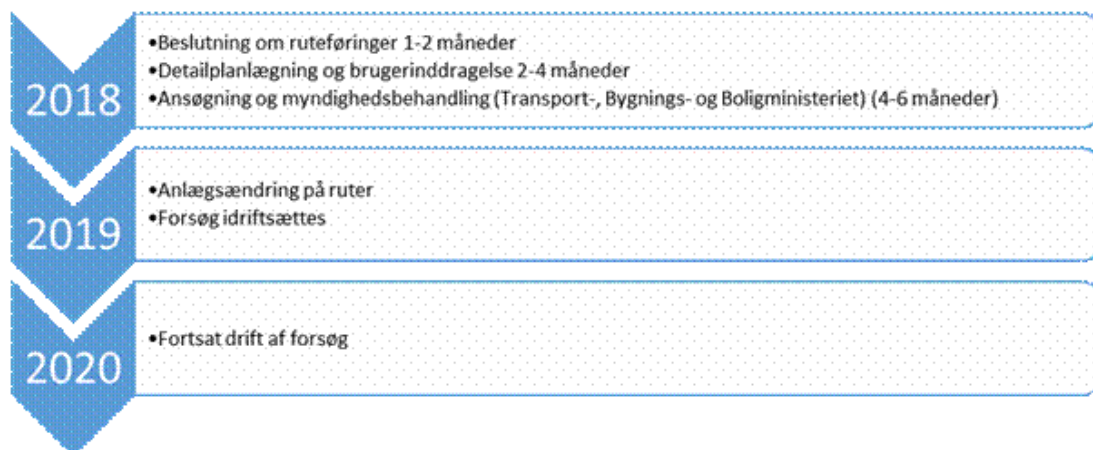 2018
•Beslutning om ruteføringer 1-2 måneder
•Detailplanlægning og brugerinddragelse 2-4 måneder
•Ansøgning og myndighedsbehandling (Transport-, Bygnings- og Boligministeriet) (4-6 måneder)
2019
•Anlægsændring på ruter
•Forsøg idriftsættes
2020
•Fortsat drift af forsøg